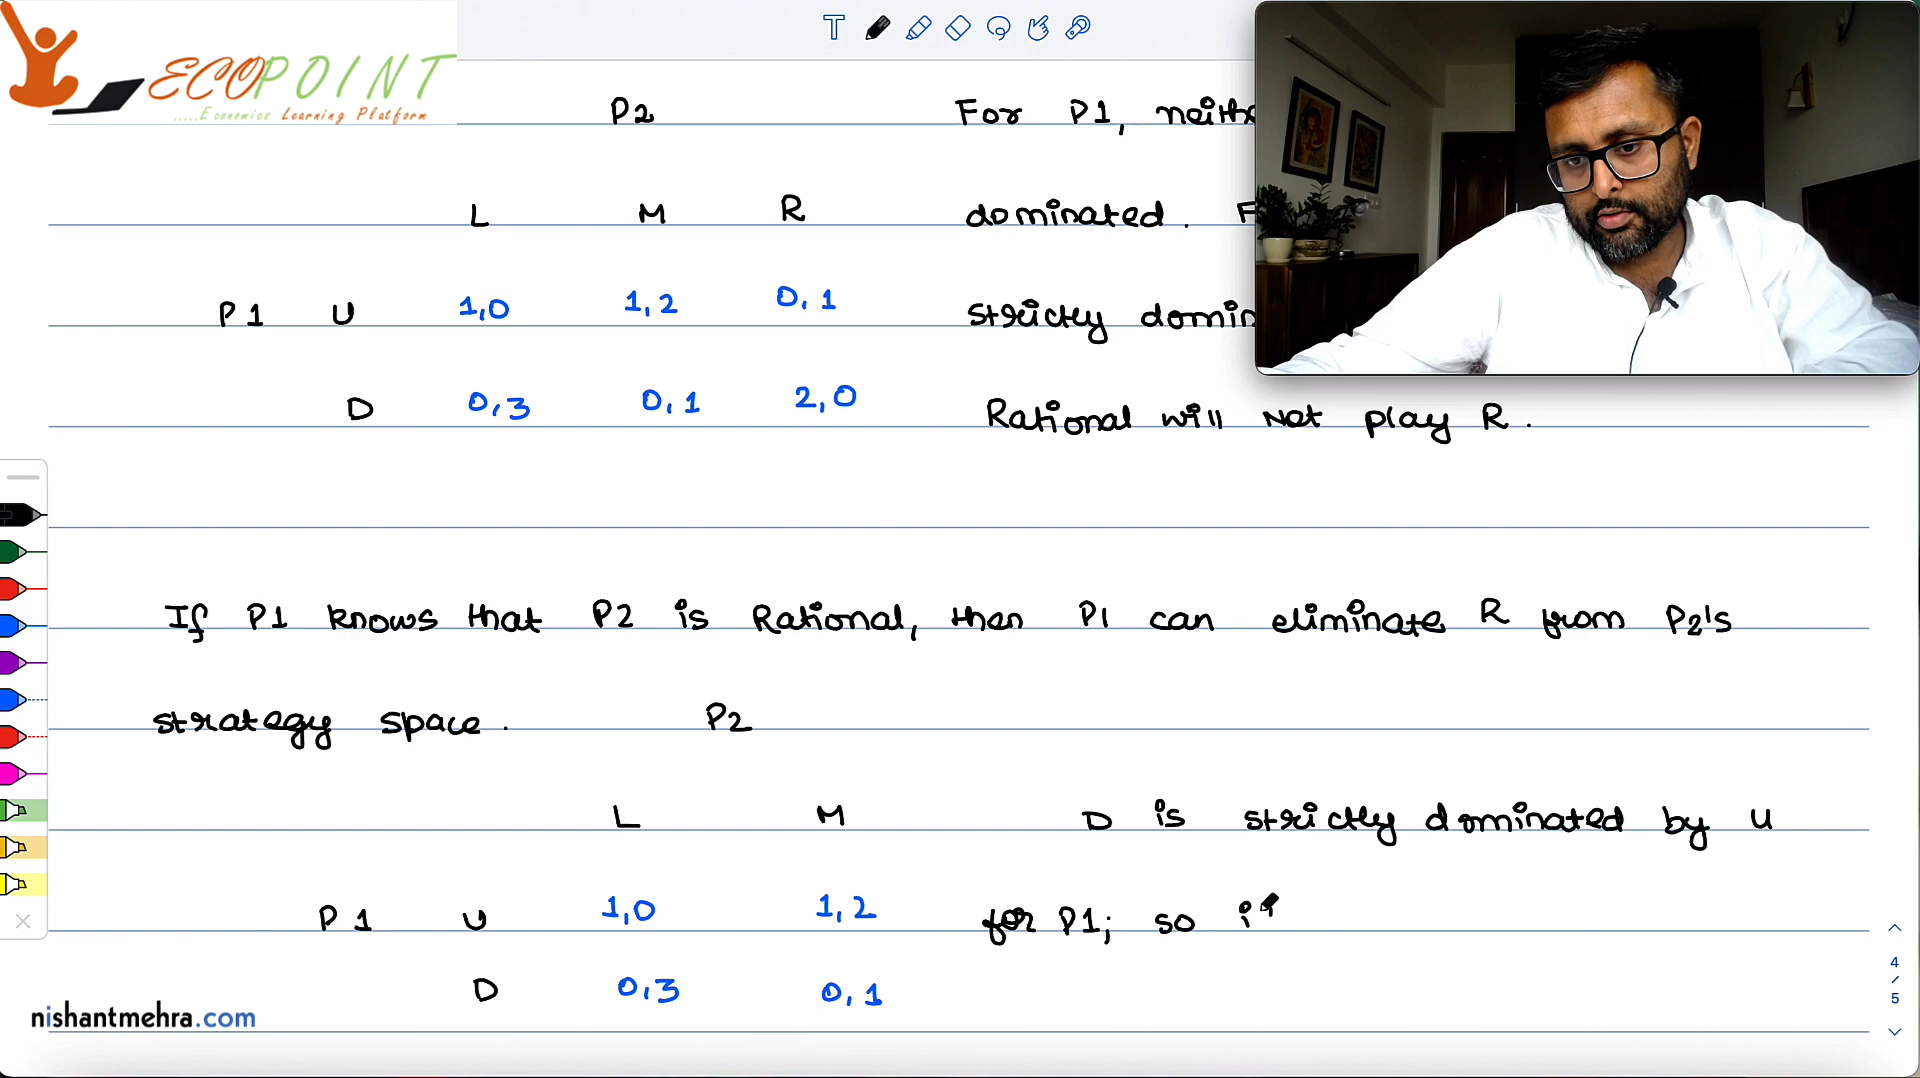 ECOPOINT
.....Economics Learning Platform
P2
For P1,
L M R
dominated.
P1 U 1,0 1,2 0,1
strictly
D 0,3 0,1 2,0
Rational will Not play R.
If P1 knows that P2 is Rational, then P1 can eliminate R from P2's
strategy space. P2
L M
D is strictly dominated by U
P1 U 1,0 1,2
for P1; so
D 0,3 0,1
nishantmehra.com
4
/
5